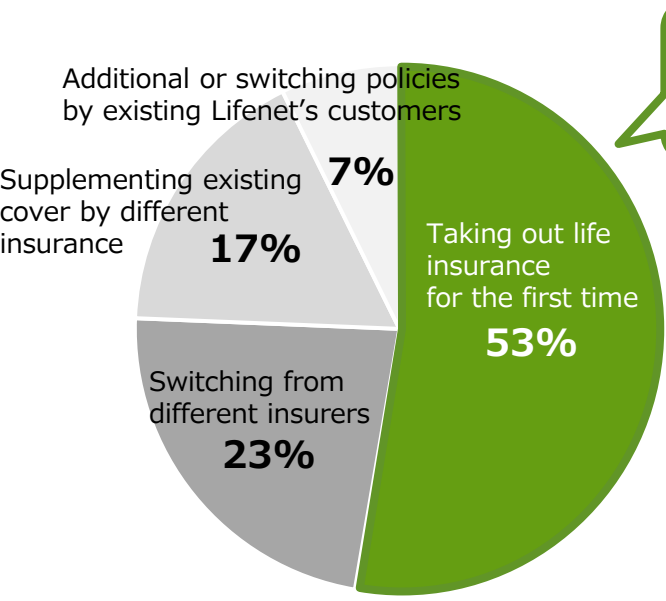 Additional or switching policies
by existing Lifenet's customers
7%
Supplementing existing
cover by different
insurance
17%
Taking out life
insurance
for the first time
53%
Switching from
different insurers
23%